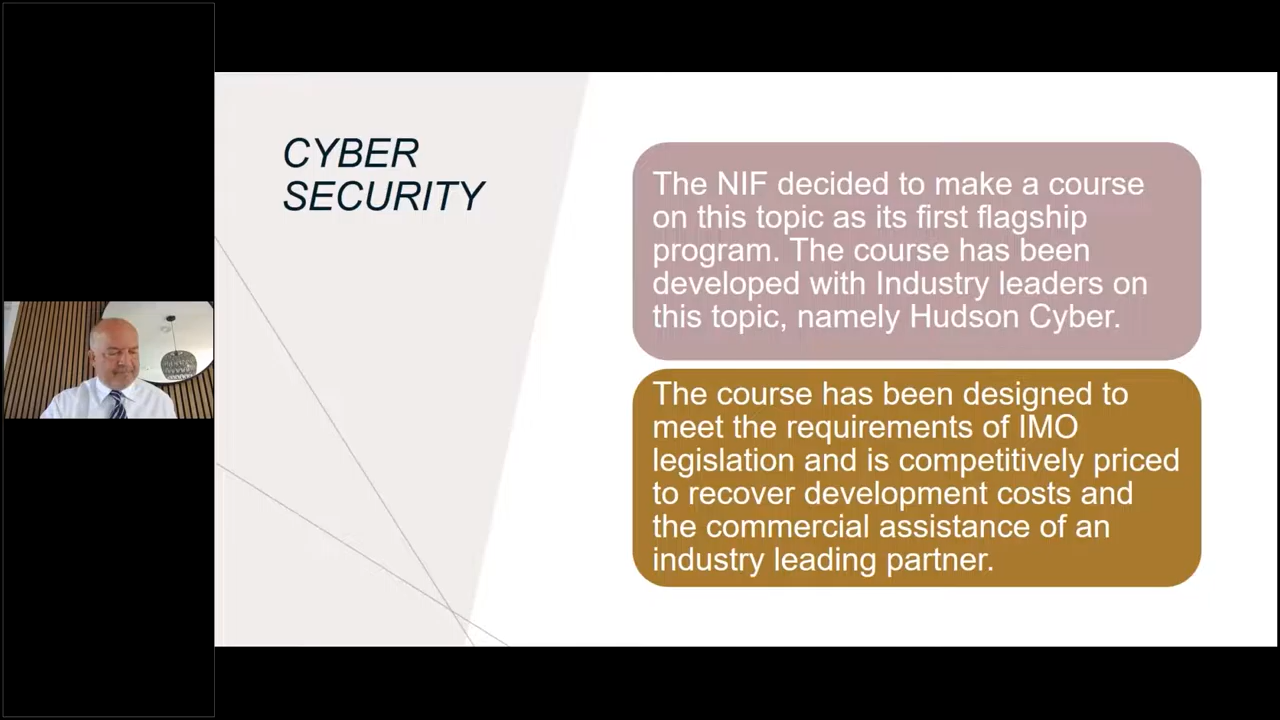 CYBER
SECURITY
The NIF decided to make a course
on this topic as its first flagship
program. The course has been
developed with Industry leaders on
this topic, namely Hudson Cyber.
The course has been designed to
meet the requirements of IMO
legislation and is competitively priced
to recover development costs and
the commercial assistance of an
industry leading partner.